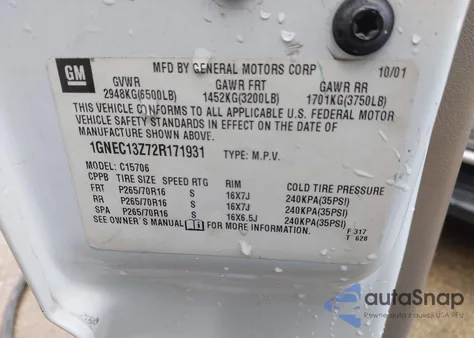 GM
MFD BY GENERAL MOTORS CORP 10/01
GVWR GAWR FRT GAWR RR
2948KG(6500LB) 1452KG(3200LB) 1701KG(3750LB)
THIS VEHICLE CONFORMS TO ALL APPLICABLE U.S. FEDERAL MOTOR
VEHICLE SAFETY STANDARDS IN EFFECT ON THE DATE OF
MANUFACTURE SHOWN ABOVE.
1GNEC13Z72R171931 TYPE: M.P.V.
MODEL: C15706
CPPB TIRE SIZE SPEED RTG RIM COLD TIRE PRESSURE
FRT P265/70R16 S 16X7J 240KPA(35PSI)
RR P265/70R16 S 16X7J 240KPA(35PSI)
SPA P265/70R16 S 16X6.5J 240KPA(35PSI)
SEE OWNER'S MANUAL FOR MORE INFORMATION.
F 317
T 628
autaSnap